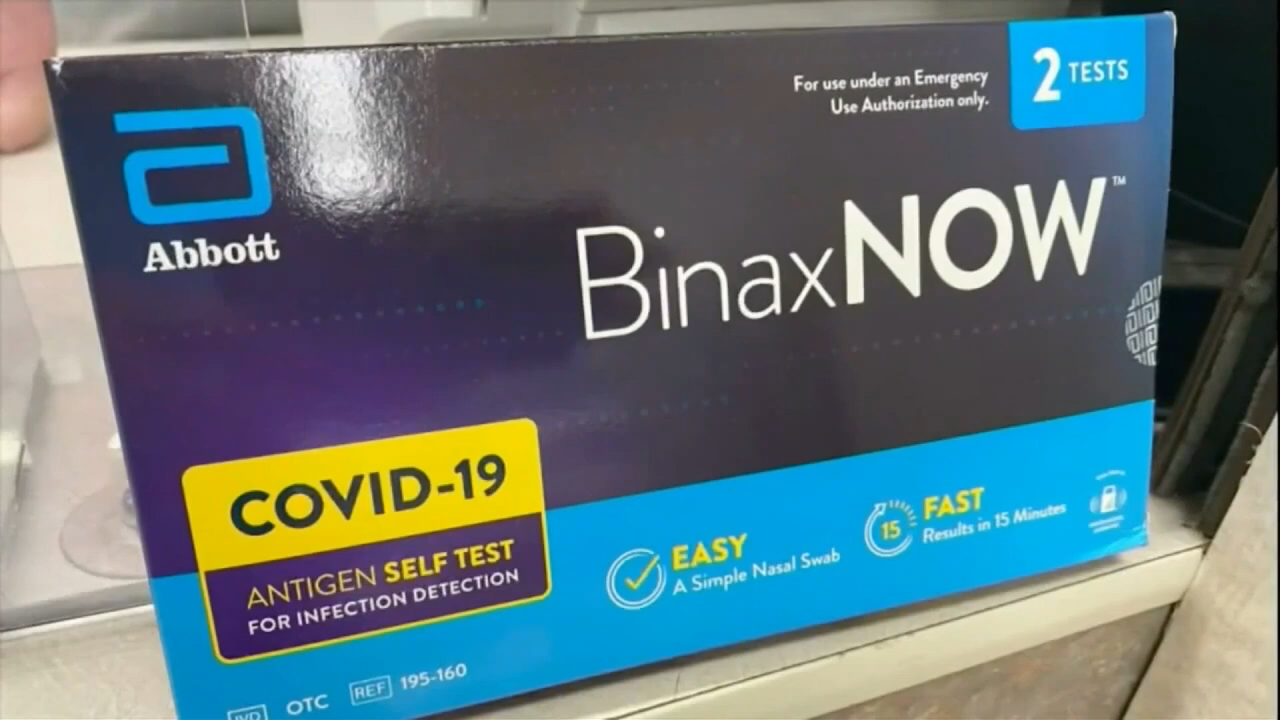 For use under an Emergency
Use Authorization only.
2 TESTS
Abbott
BinaxNOW™
COVID-19
ANTIGEN SELF TEST
FOR INFECTION DETECTION
EASY
A Simple Nasal Swab
15
FAST
Results in 15 Minutes
IVD OTC REF 195-160